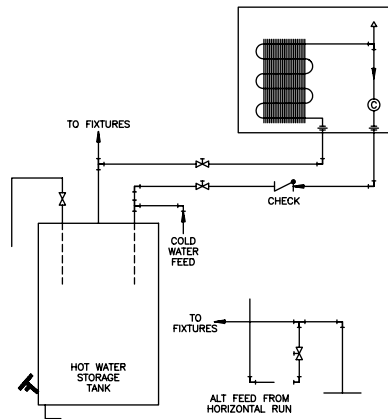 C
TO FIXTURES
CHECK
COLD
WATER
FEED
TO
FIXTURES
HOT WATER
STORAGE
TANK
ALT FEED FROM
HORIZONTAL RUN